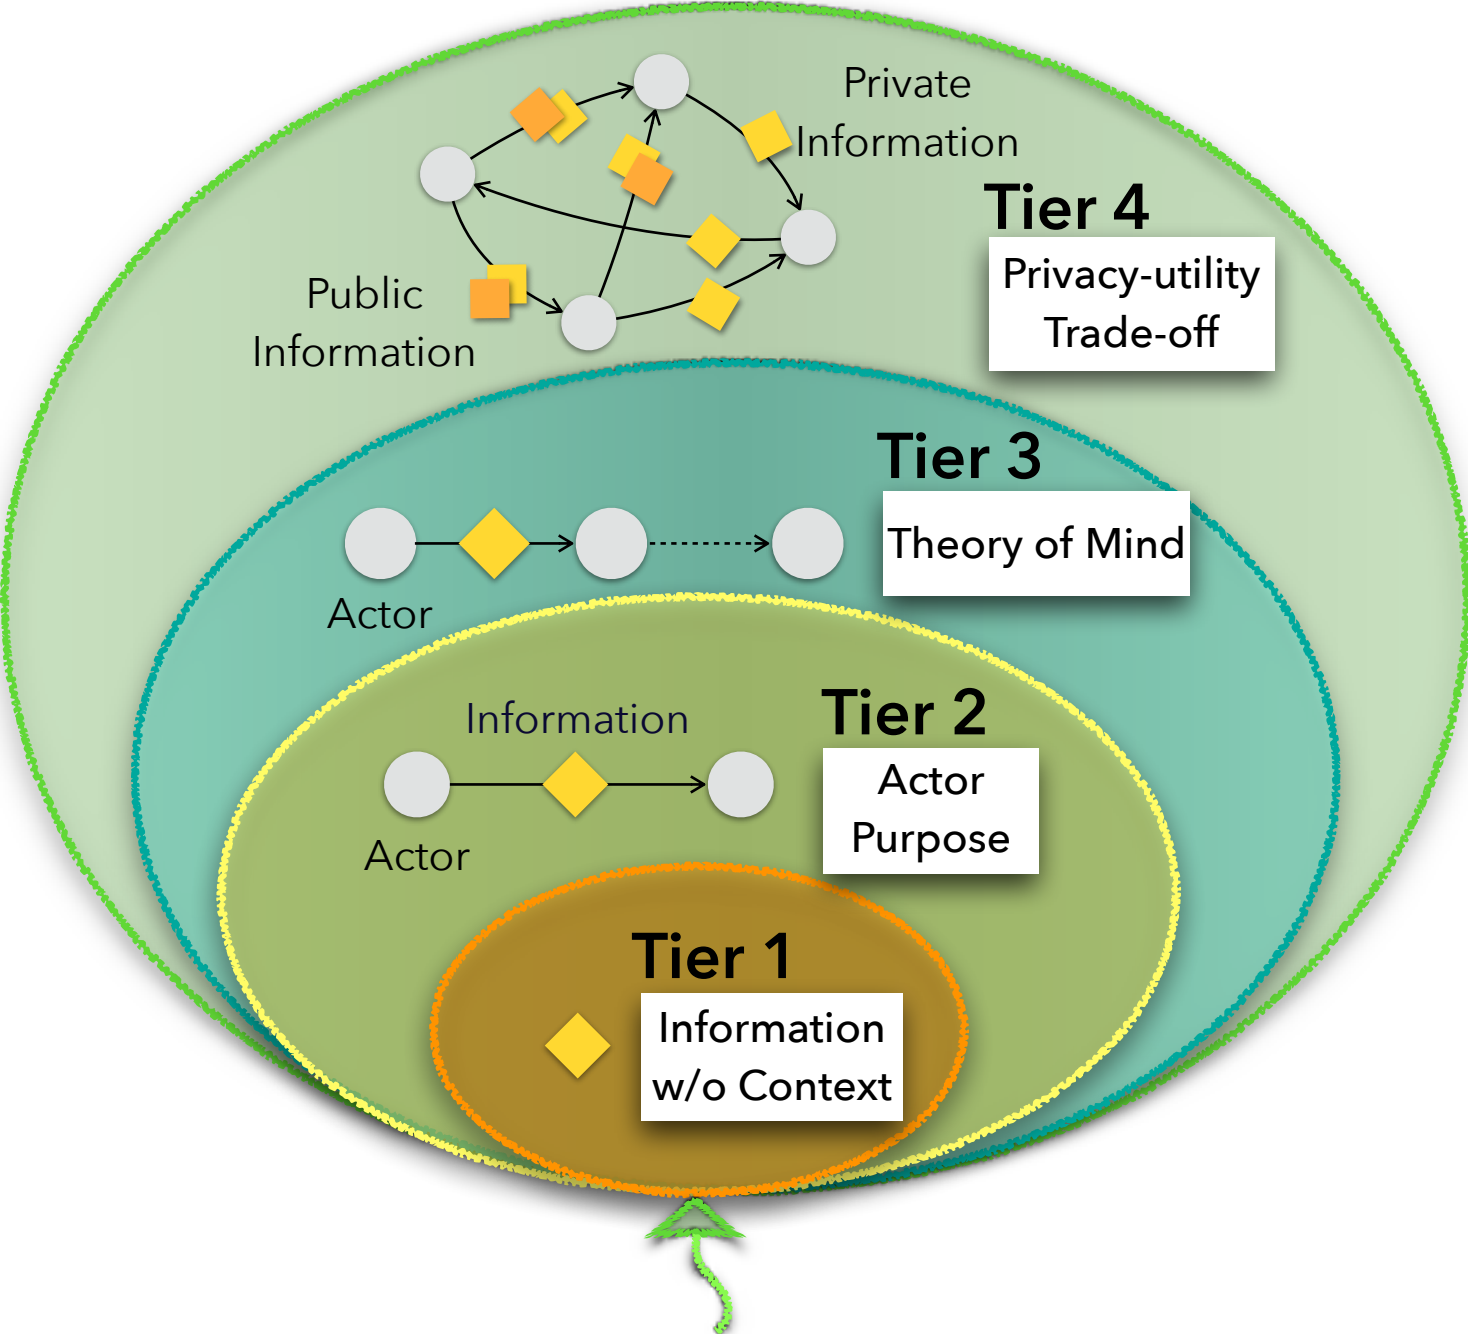 Private
Information
Tier 4
Privacy-utility
Trade-off
Public
Information
Tier 3
Theory of Mind
Actor
Information
Tier 2
Actor
Purpose
Actor
Tier 1
Information
w/o Context